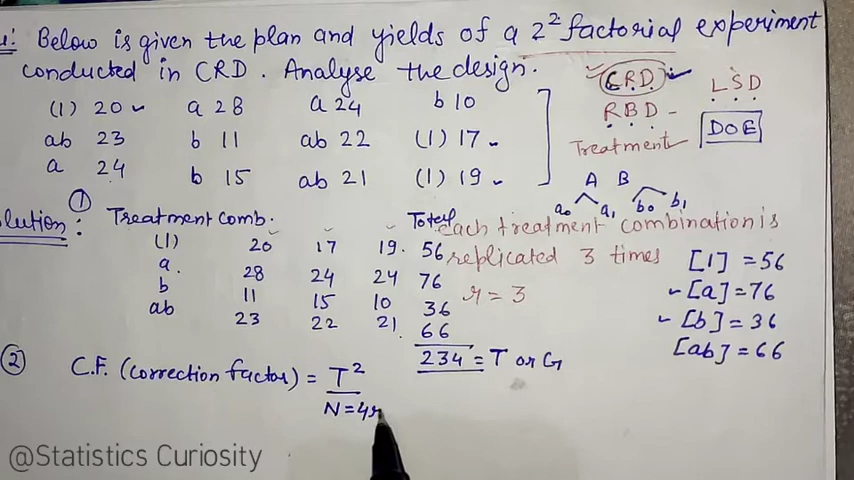 : Below is given the plan and yields of a 2² factorial experiment
conducted in CRD. Analyse the design.
(1) 20 a 28 a 24 b 10
ab 23 b 11 ab 22 (1) 17
a 24 b 15 ab 21 (1) 19
CRD LSD
RBD -
Treatment DOE
A B
a₀ a₁ b₀ b₁
①
olution: Treatment Comb. Total
(1) 20 17 19. 56
a. 28 24 24 76
b 11 15 10 36
ab 23 22 21. 66
234 = T or G
each treatment combination is
replicated 3 times
r = 3
[1] = 56
[a] = 76
[b] = 36
[ab] = 66
② C.F. (correction factor) = T²
N = 4r
@Statistics Curiosity